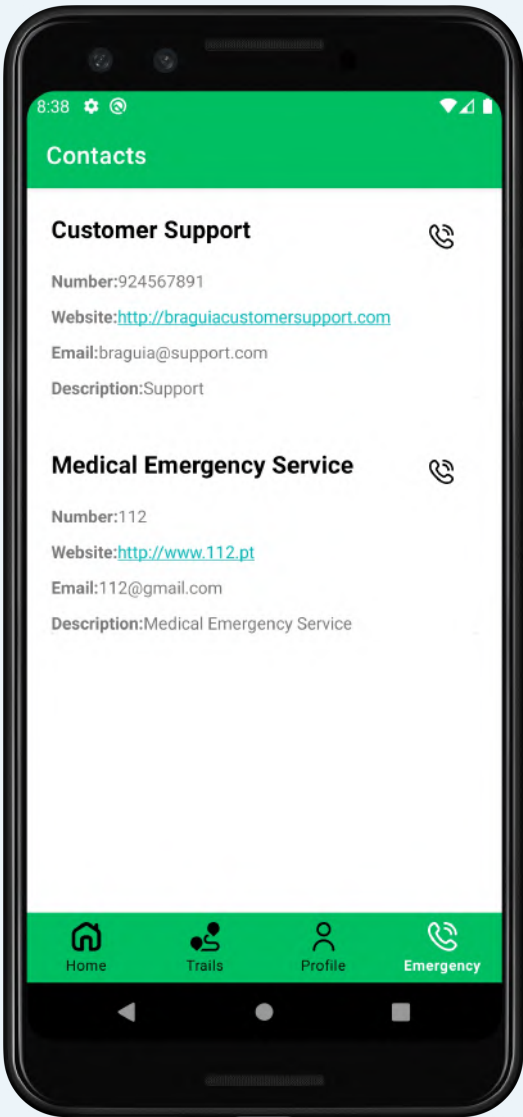 8:38
Contacts
Customer Support
Number:924567891
Website:http://braguiacustomersupport.com
Email:braguia@support.com
Description:Support
Medical Emergency Service
Number:112
Website:http://www.112.pt
Email:112@gmail.com
Description:Medical Emergency Service
Home Trails Profile Emergency